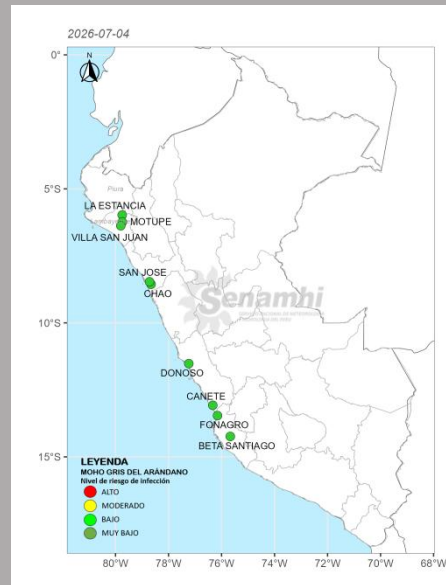 2026-07-04
N
0°
5°S
10°S
15°S
Piura
LA ESTANCIA
MOTUPE
VILLA SAN JUAN
SAN JOSE
CHAO
Senamhi
DONOSO
CANETE
FONAGRO
BETA SANTIAGO
LEYENDA
MOHO GRIS DEL ARÁNDANO
Nivel de riesgo de infección
ALTO
MODERADO
BAJO
MUY BAJO
80°W 78°W 76°W 74°W 72°W 70°W 68°W